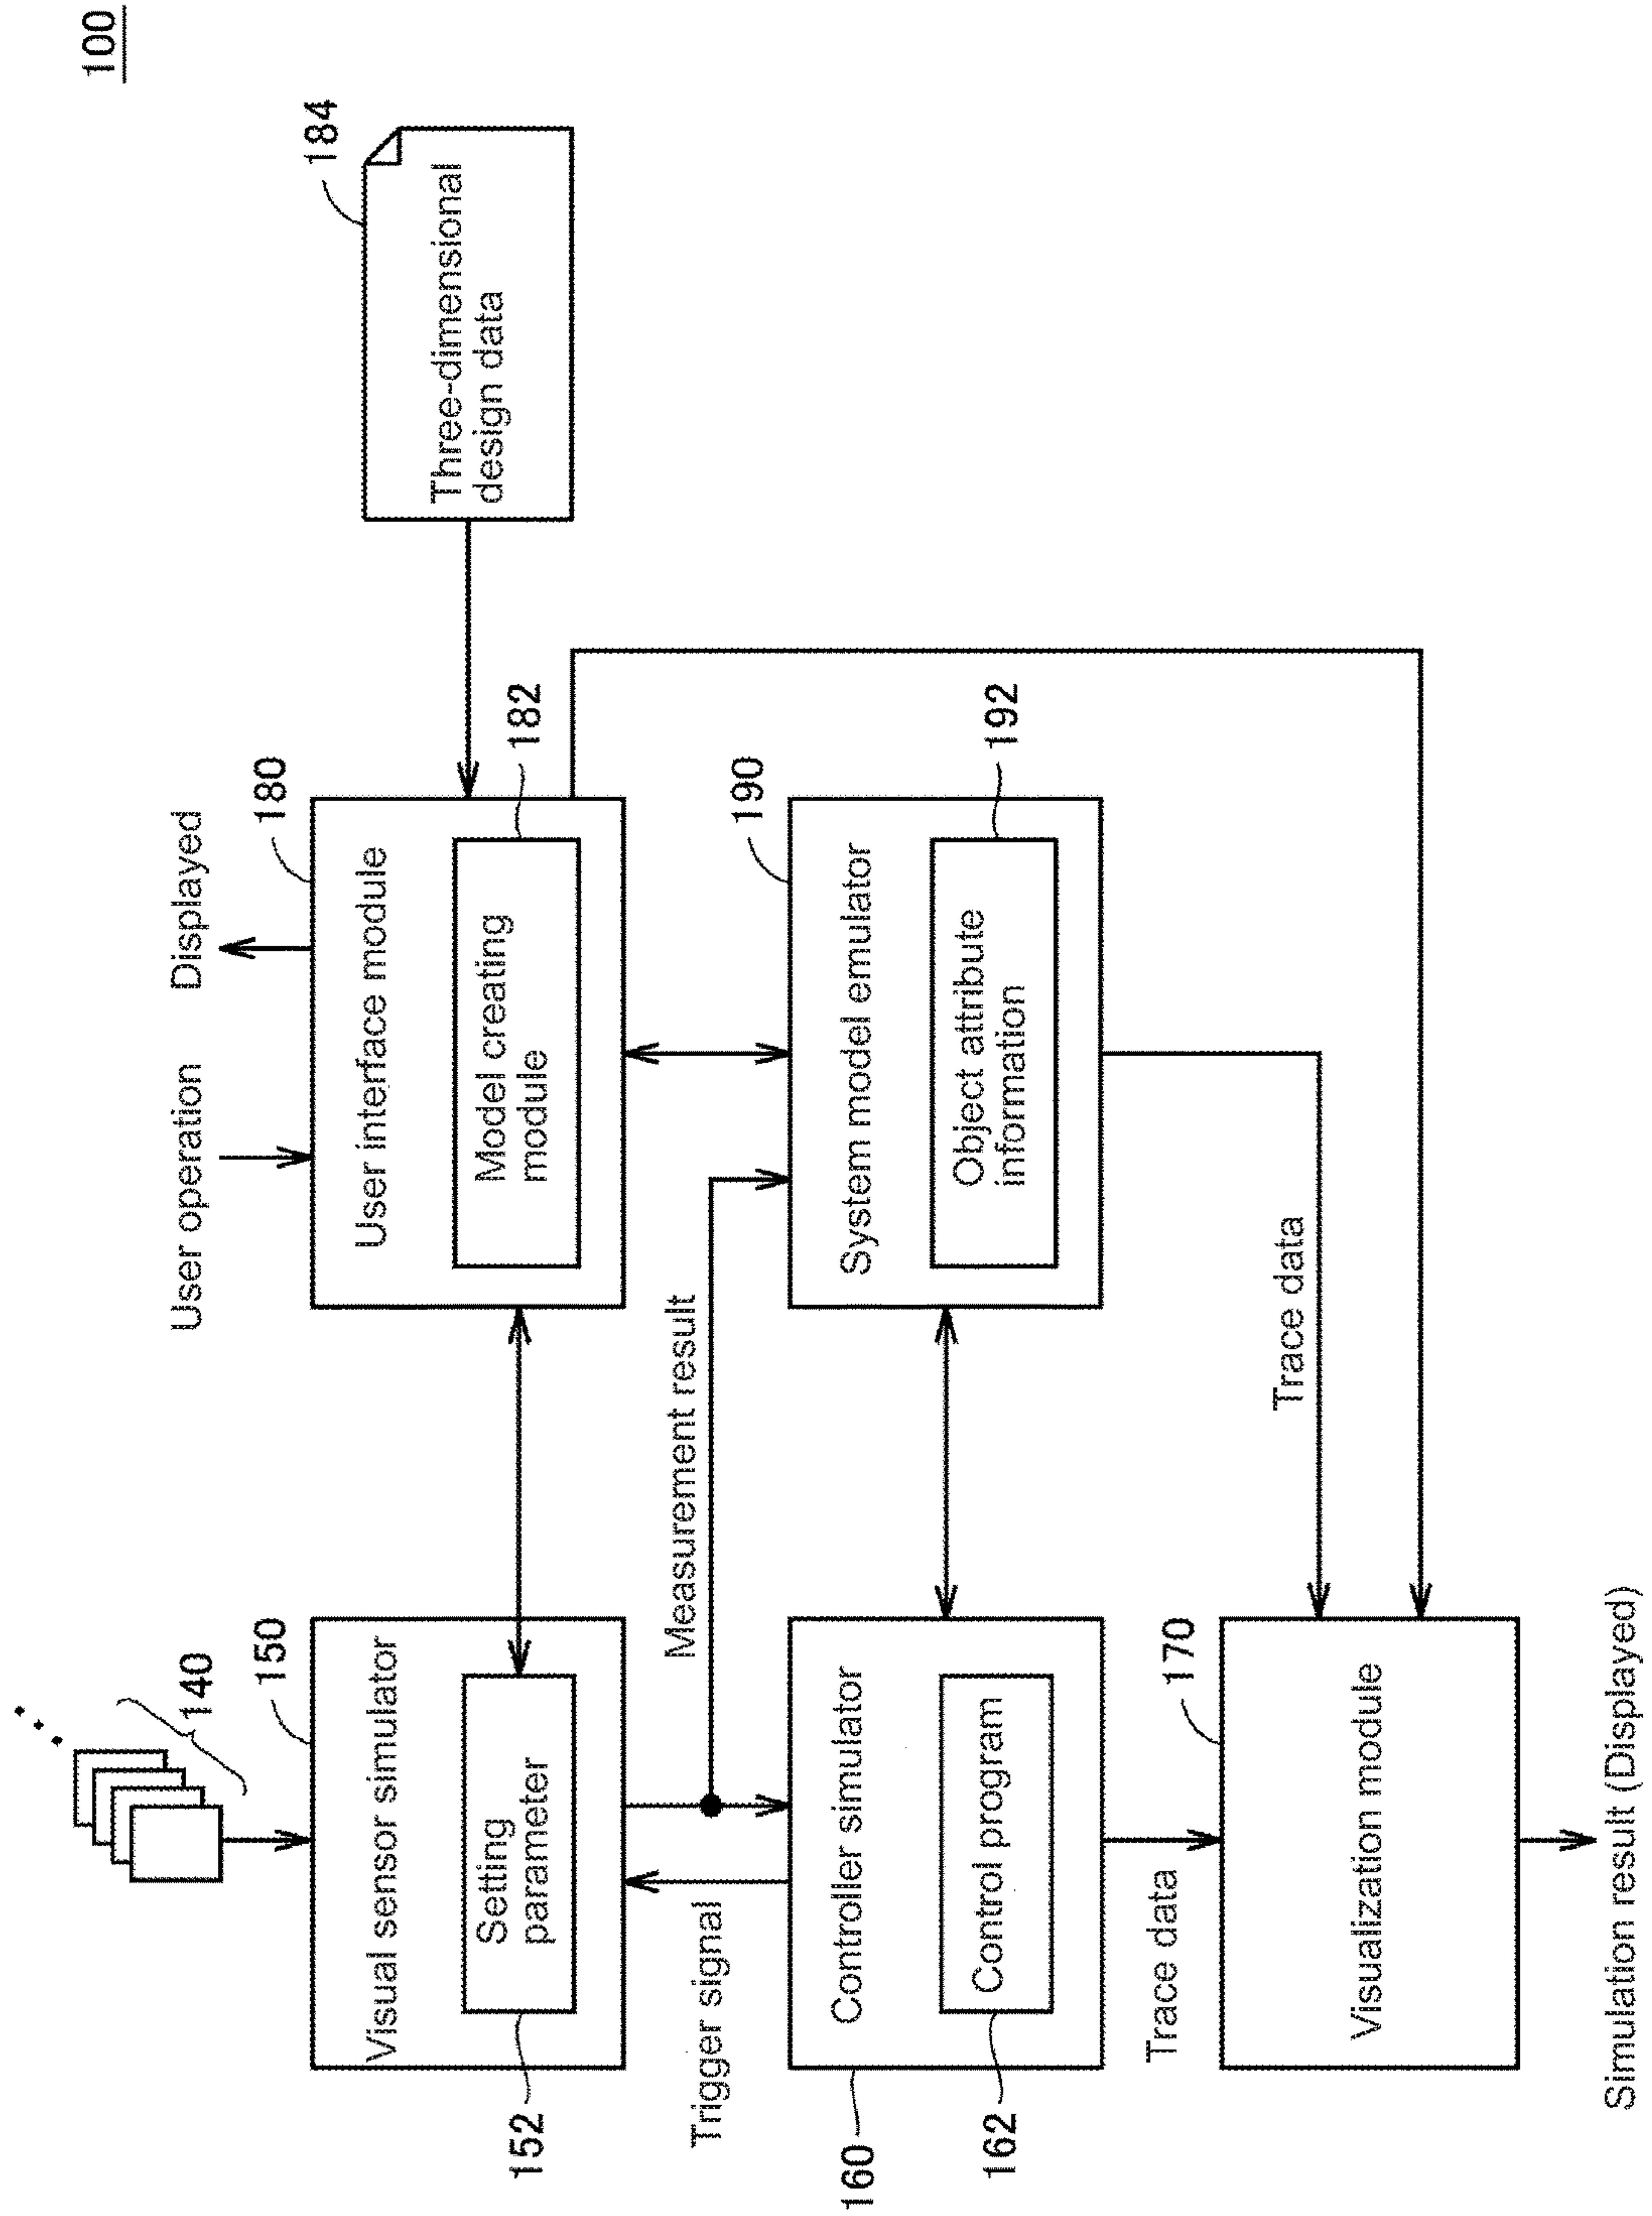 100
140
150
Visual sensor simulator
Setting
parameter
152
User operation
Displayed
180
User interface module
Model creating
module
182
184
Three-dimensional
design data
Trigger signal
Measurement result
160
Controller simulator
Control program
162
190
System model emulator
Object attribute
information
192
Trace data
170
Visualization module
Trace data
Simulation result (Displayed)